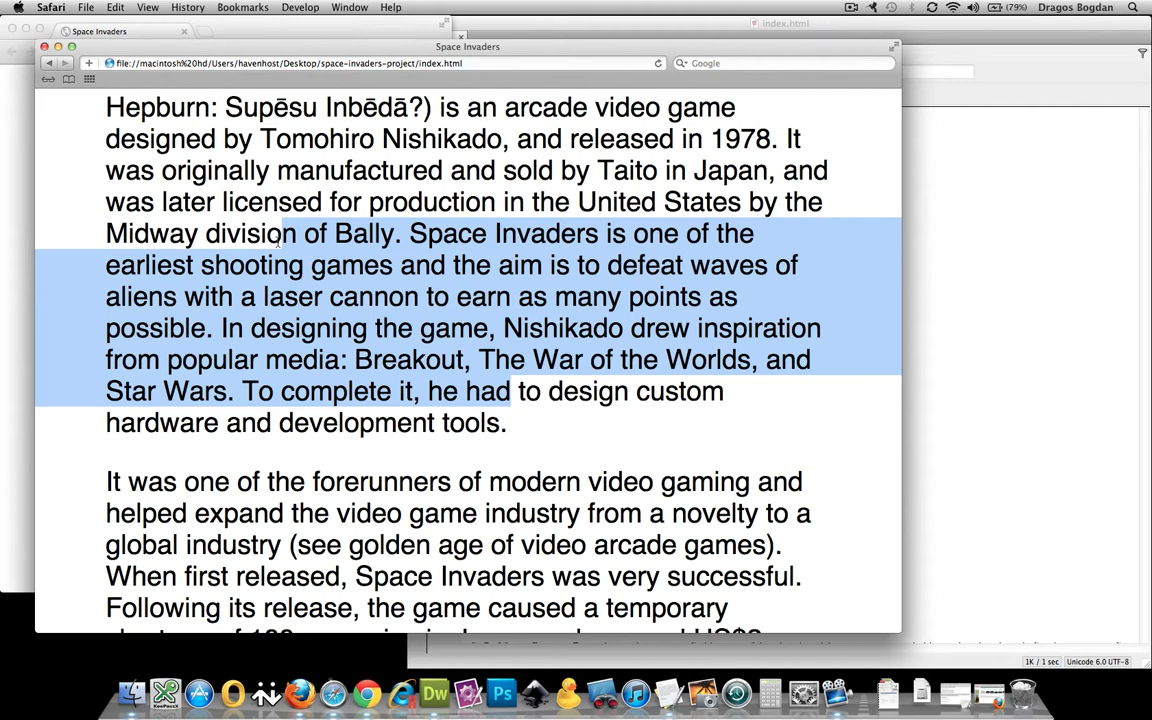 Safari File Edit View History Bookmarks Develop Window Help (79%) Dragos Bogdan
Space Invaders
index.html
Space Invaders
file://macintosh%20hd/Users/havenhost/Desktop/space-invaders-project/index.html
Google
Hepburn: Supēsu Inbēdā?) is an arcade video game
designed by Tomohiro Nishikado, and released in 1978. It
was originally manufactured and sold by Taito in Japan, and
was later licensed for production in the United States by the
Midway division of Bally. Space Invaders is one of the
earliest shooting games and the aim is to defeat waves of
aliens with a laser cannon to earn as many points as
possible. In designing the game, Nishikado drew inspiration
from popular media: Breakout, The War of the Worlds, and
Star Wars. To complete it, he had to design custom
hardware and development tools.
It was one of the forerunners of modern video gaming and
helped expand the video game industry from a novelty to a
global industry (see golden age of video arcade games).
When first released, Space Invaders was very successful.
Following its release, the game caused a temporary
1K / 1 sec Unicode 6.0 UTF-8
KeePassX Dw Ps